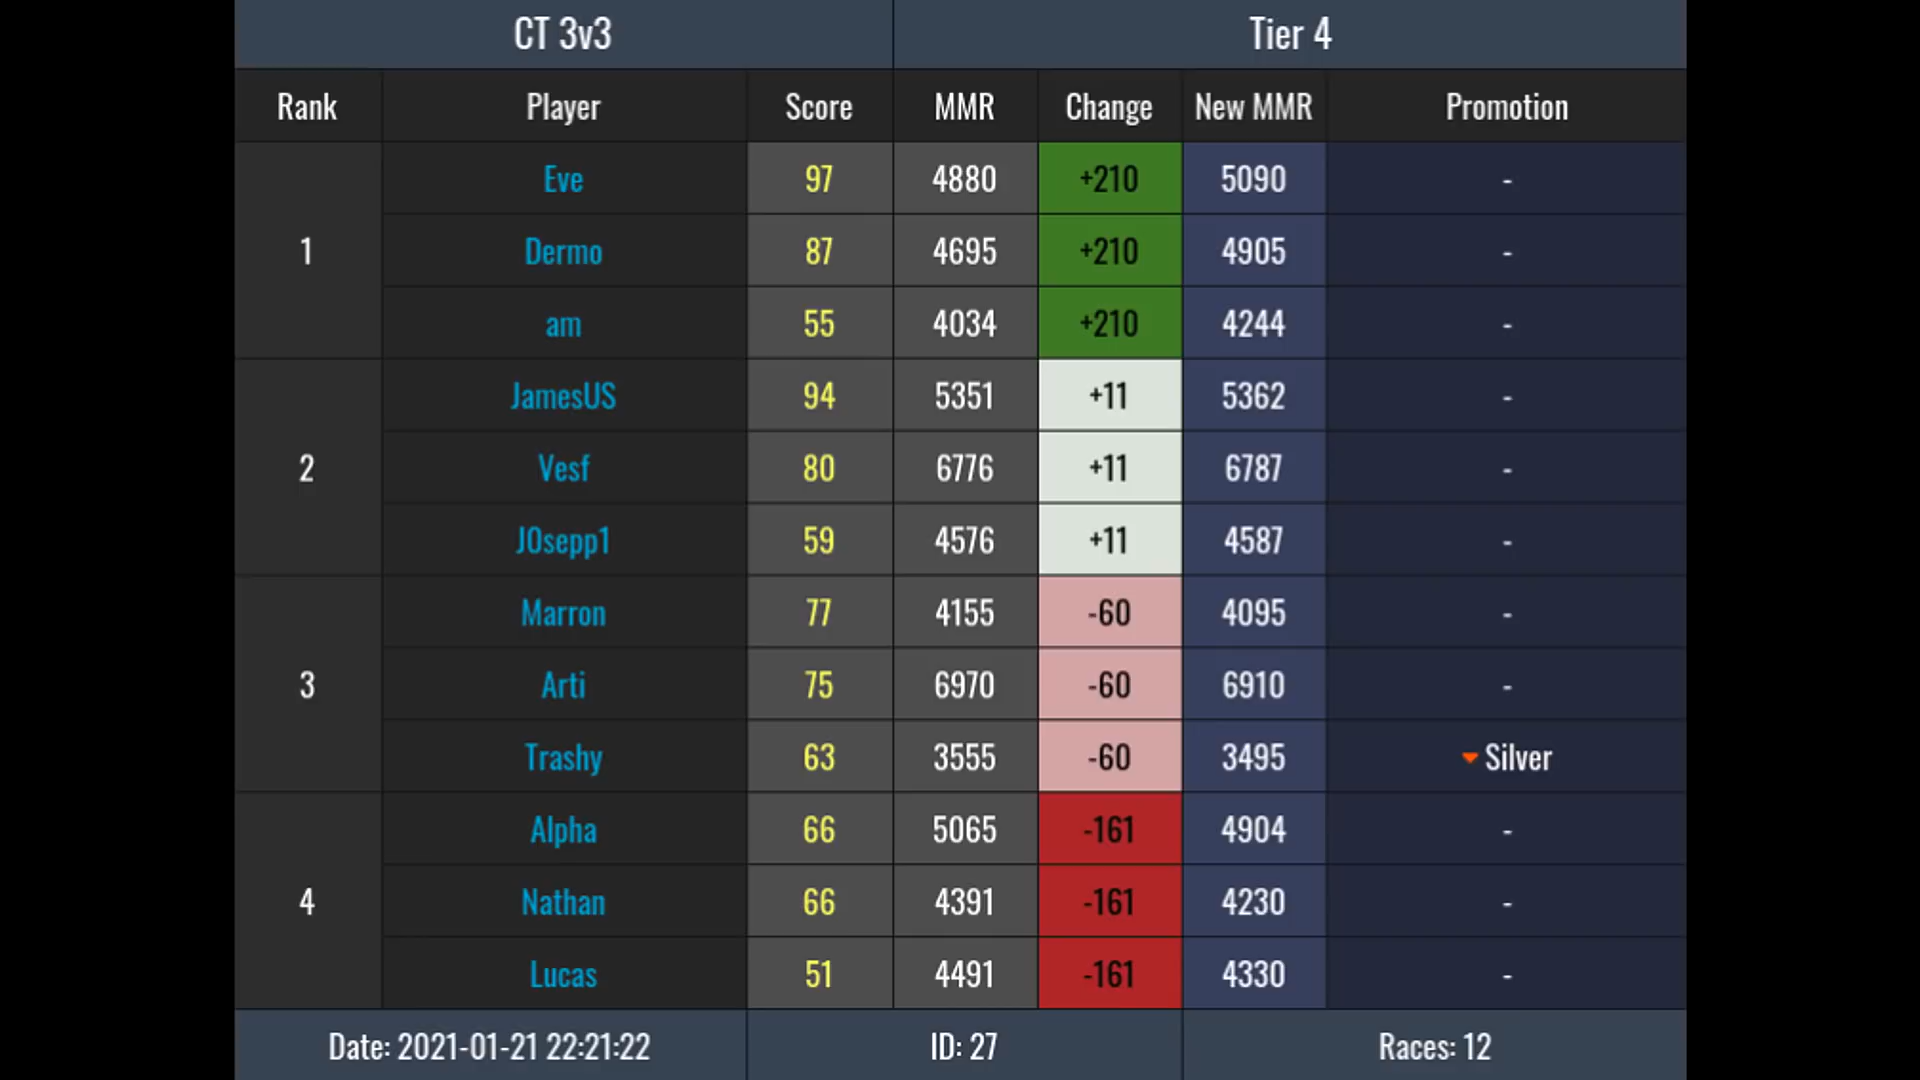 CT 3v3 Tier 4
Rank Player Score MMR Change New MMR Promotion
1
Eve 97 4880 +210 5090 -
Dermo 87 4695 +210 4905 -
am 55 4034 +210 4244 -
2
JamesUS 94 5351 +11 5362 -
Vesf 80 6776 +11 6787 -
J0sepp1 59 4576 +11 4587 -
3
Marron 77 4155 -60 4095 -
Arti 75 6970 -60 6910 -
Trashy 63 3555 -60 3495 Silver
4
Alpha 66 5065 -161 4904 -
Nathan 66 4391 -161 4230 -
Lucas 51 4491 -161 4330 -
Date: 2021-01-21 22:21:22 ID: 27 Races: 12